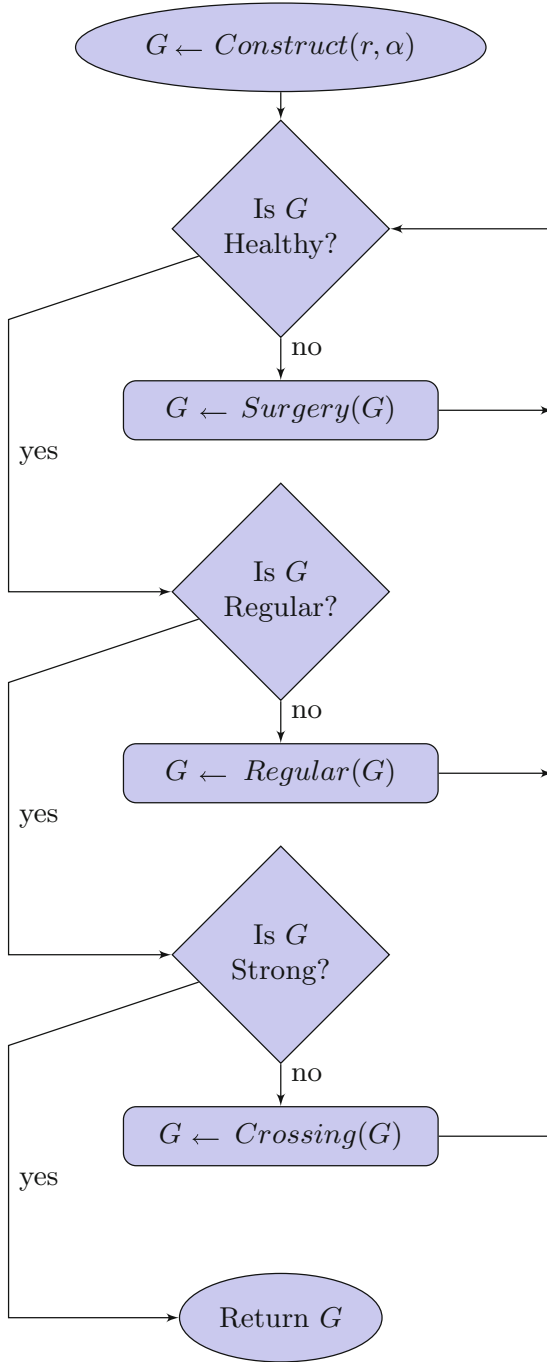 G ← Construct(r, α)
Is G
Healthy?
no
G ← Surgery(G)
yes
Is G
Regular?
no
G ← Regular(G)
yes
Is G
Strong?
no
G ← Crossing(G)
yes
Return G